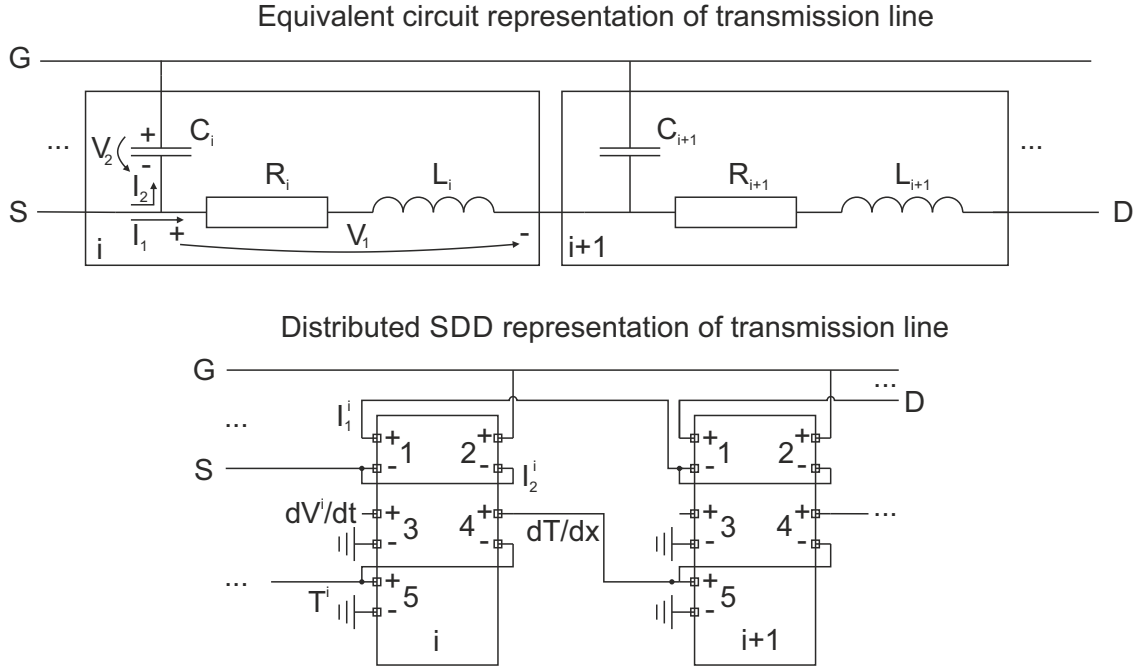 Equivalent circuit representation of transmission line
G
... V₂ + - Cᵢ Cᵢ₊₁ ...
I₂ Rᵢ Lᵢ Rᵢ₊₁ Lᵢ₊₁
S D
I₁ + V₁ -
i i+1
Distributed SDD representation of transmission line
G ...
I₁ⁱ D
... + 1 2 + + 1 2 +
S - - I₂ⁱ - -
dVⁱ/dt + 3 4 + dT/dx + 3 4 + ...
- - - -
... + 5 + 5
Tⁱ - -
i i+1